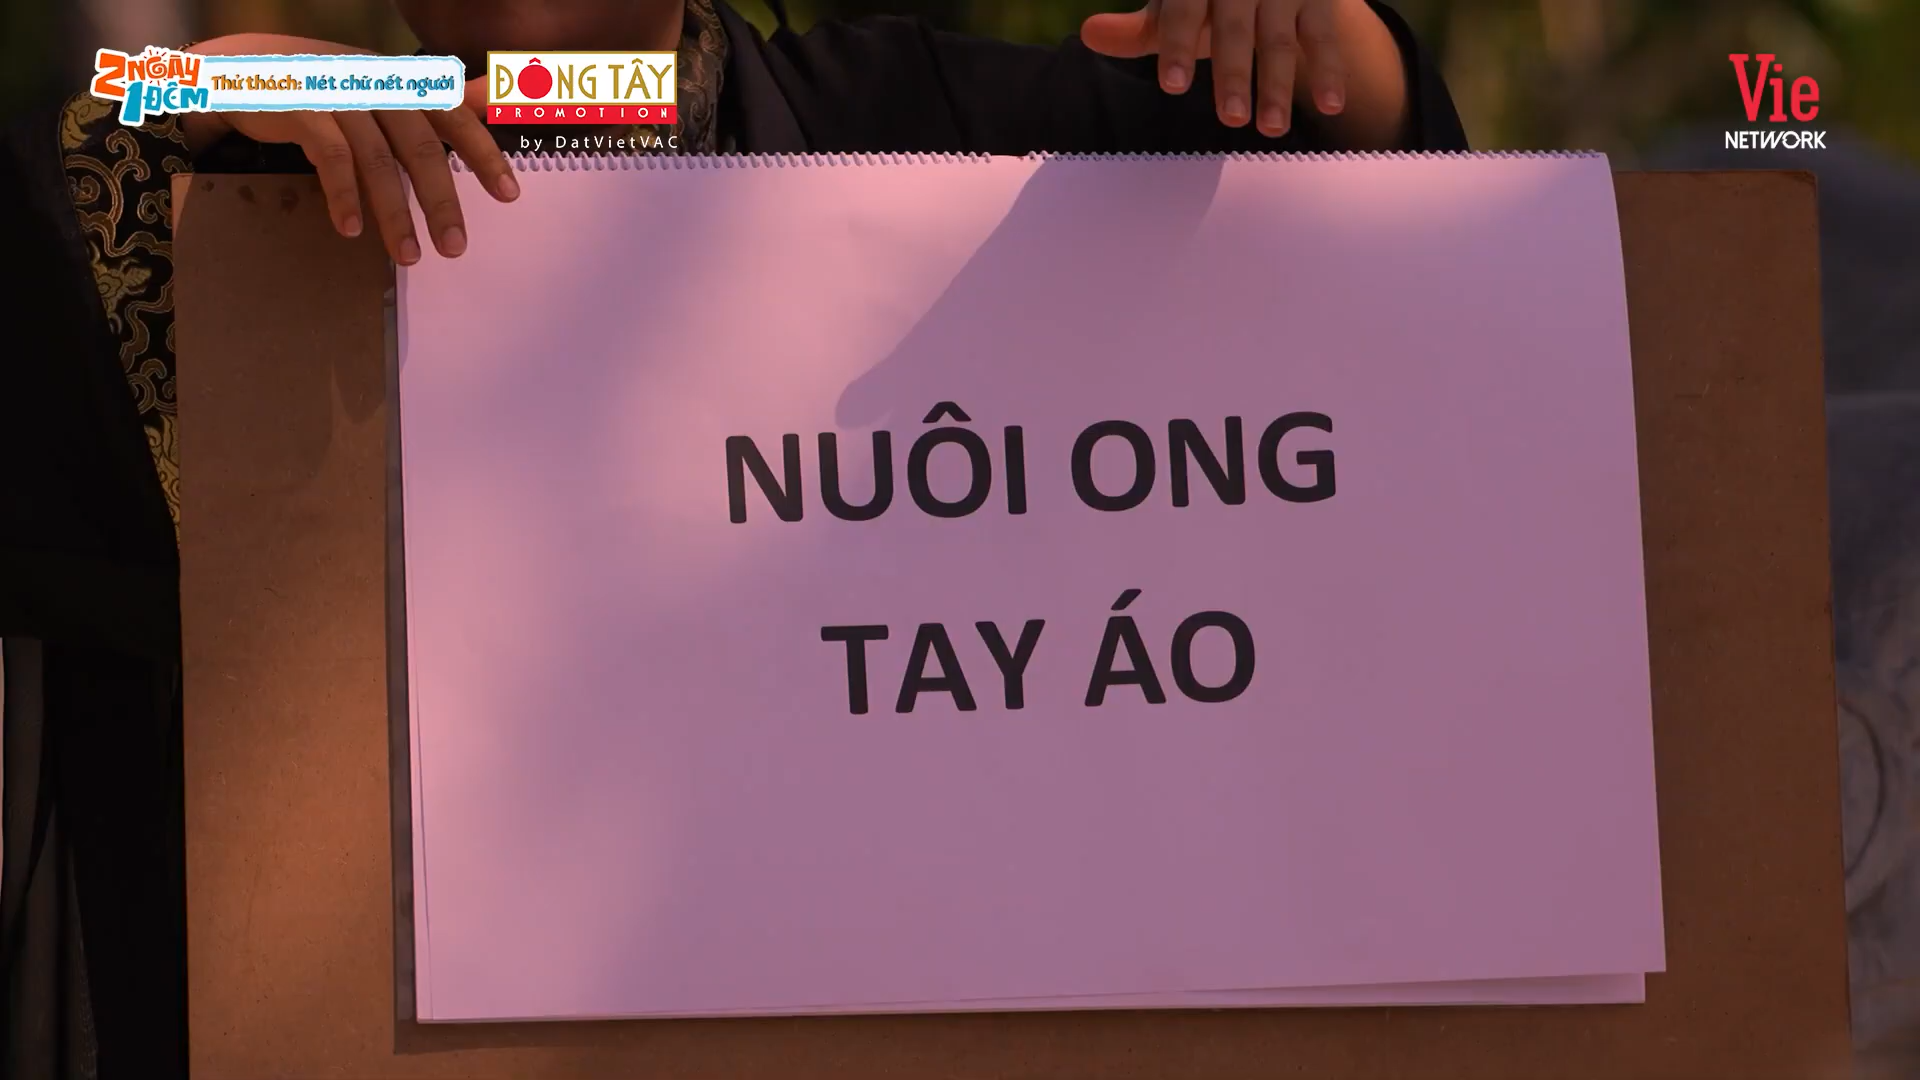 2 NGÀY 1 ĐÊM
Thử thách: Nét chữ nết người
ĐÔNG TÂY
PROMOTION
by DatVietVAC
Vie
NETWORK
NUÔI ONG
TAY ÁO